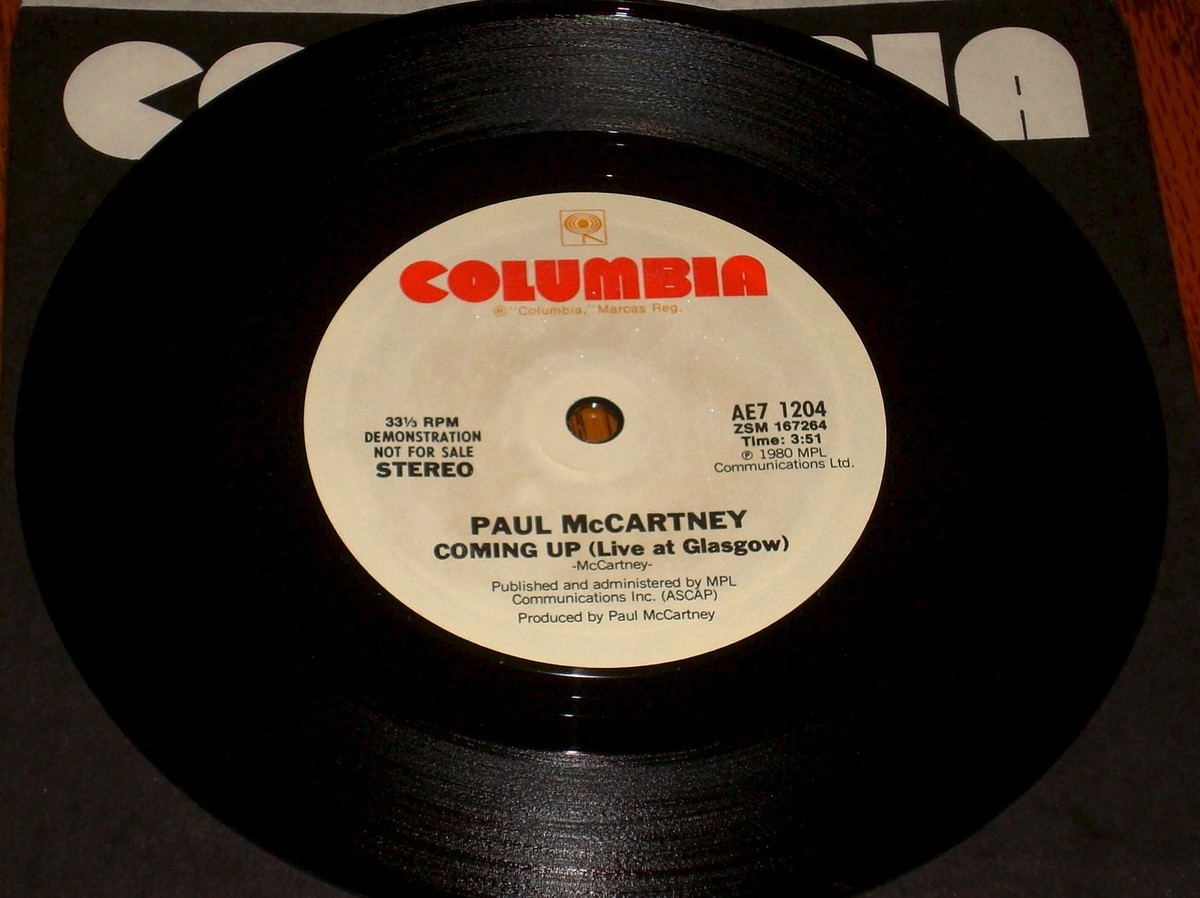 COLUMBIA
® "Columbia," Marcas Reg.
33⅓ RPM
DEMONSTRATION
NOT FOR SALE
STEREO
AE7 1204
ZSM 167264
Time: 3:51
℗ 1980 MPL
Communications Ltd.
PAUL McCARTNEY
COMING UP (Live at Glasgow)
-McCartney-
Published and administered by MPL
Communications Inc. (ASCAP)
Produced by Paul McCartney